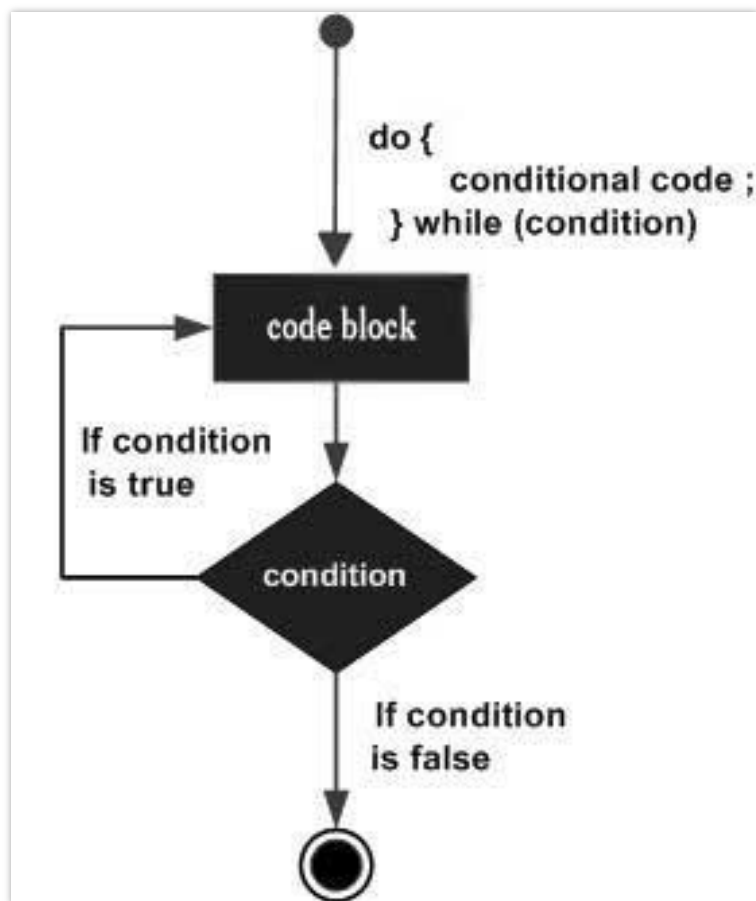 do {
conditional code ;
} while (condition)
code block
If condition
is true
condition
If condition
is false